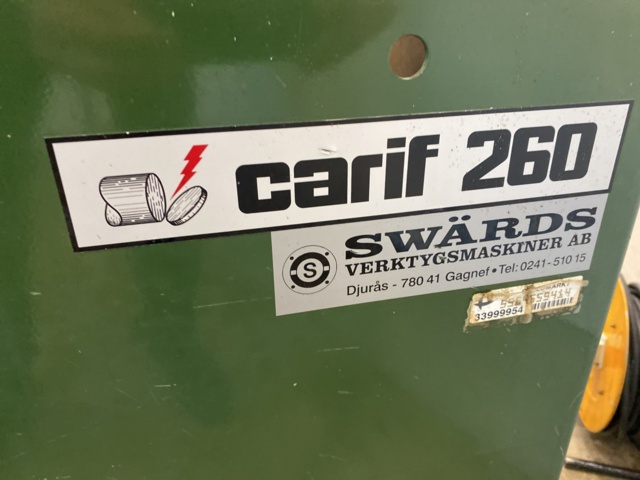 carif 260
SWÄRDS
VERKTYGSMASKINER AB
Djurås - 780 41 Gagnef • Tel: 0241 - 510 15
S
33999954